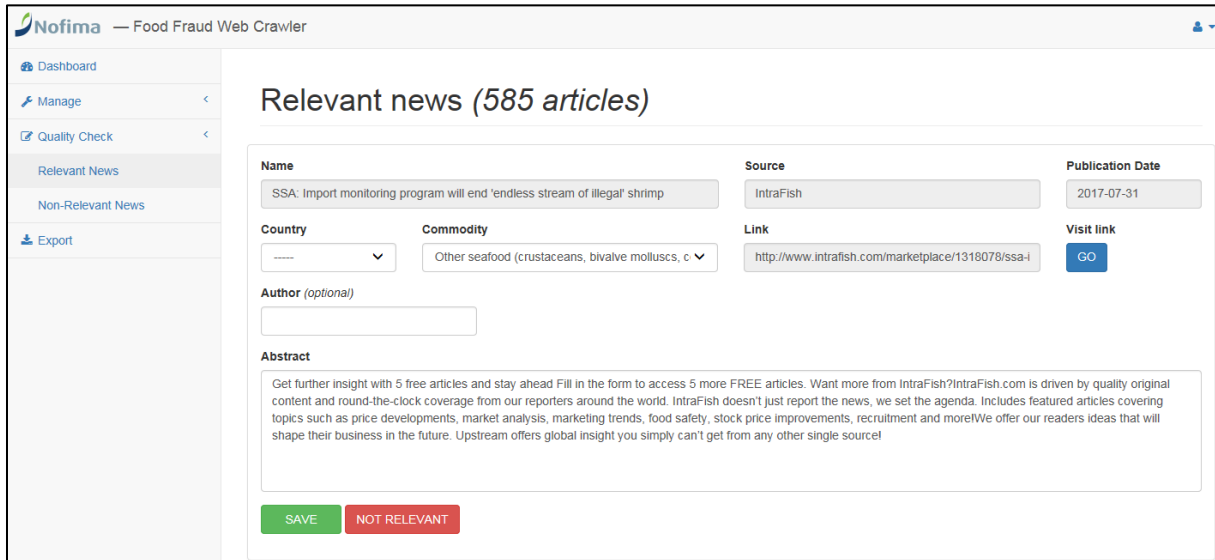 Nofima — Food Fraud Web Crawler
Dashboard
Manage
Quality Check
Relevant News
Non-Relevant News
Export
Relevant news (585 articles)
Name Source Publication Date
SSA: Import monitoring program will end 'endless stream of illegal' shrimp IntraFish 2017-07-31
Country Commodity Link Visit link
----- Other seafood (crustaceans, bivalve molluscs, c http://www.intrafish.com/marketplace/1318078/ssa-i GO
Author (optional)
Abstract
Get further insight with 5 free articles and stay ahead Fill in the form to access 5 more FREE articles. Want more from IntraFish?IntraFish.com is driven by quality original
content and round-the-clock coverage from our reporters around the world. IntraFish doesn't just report the news, we set the agenda. Includes featured articles covering
topics such as price developments, market analysis, marketing trends, food safety, stock price improvements, recruitment and more!We offer our readers ideas that will
shape their business in the future. Upstream offers global insight you simply can't get from any other single source!
SAVE NOT RELEVANT